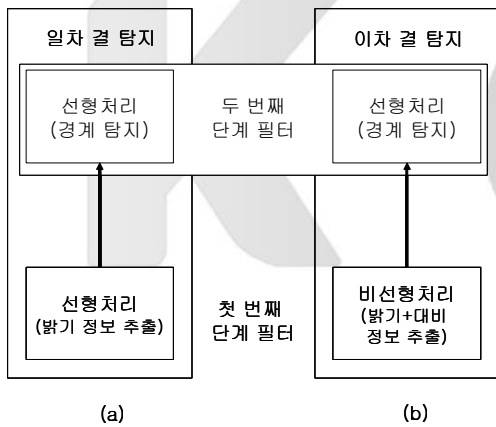 일차 결 탐지
이차 결 탐지
선형처리
(경계 탐지)
두 번째
단계 필터
선형처리
(경계 탐지)
선형처리
(밝기 정보 추출)
첫 번째
단계 필터
비선형처리
(밝기+대비
정보 추출)
(a)
(b)